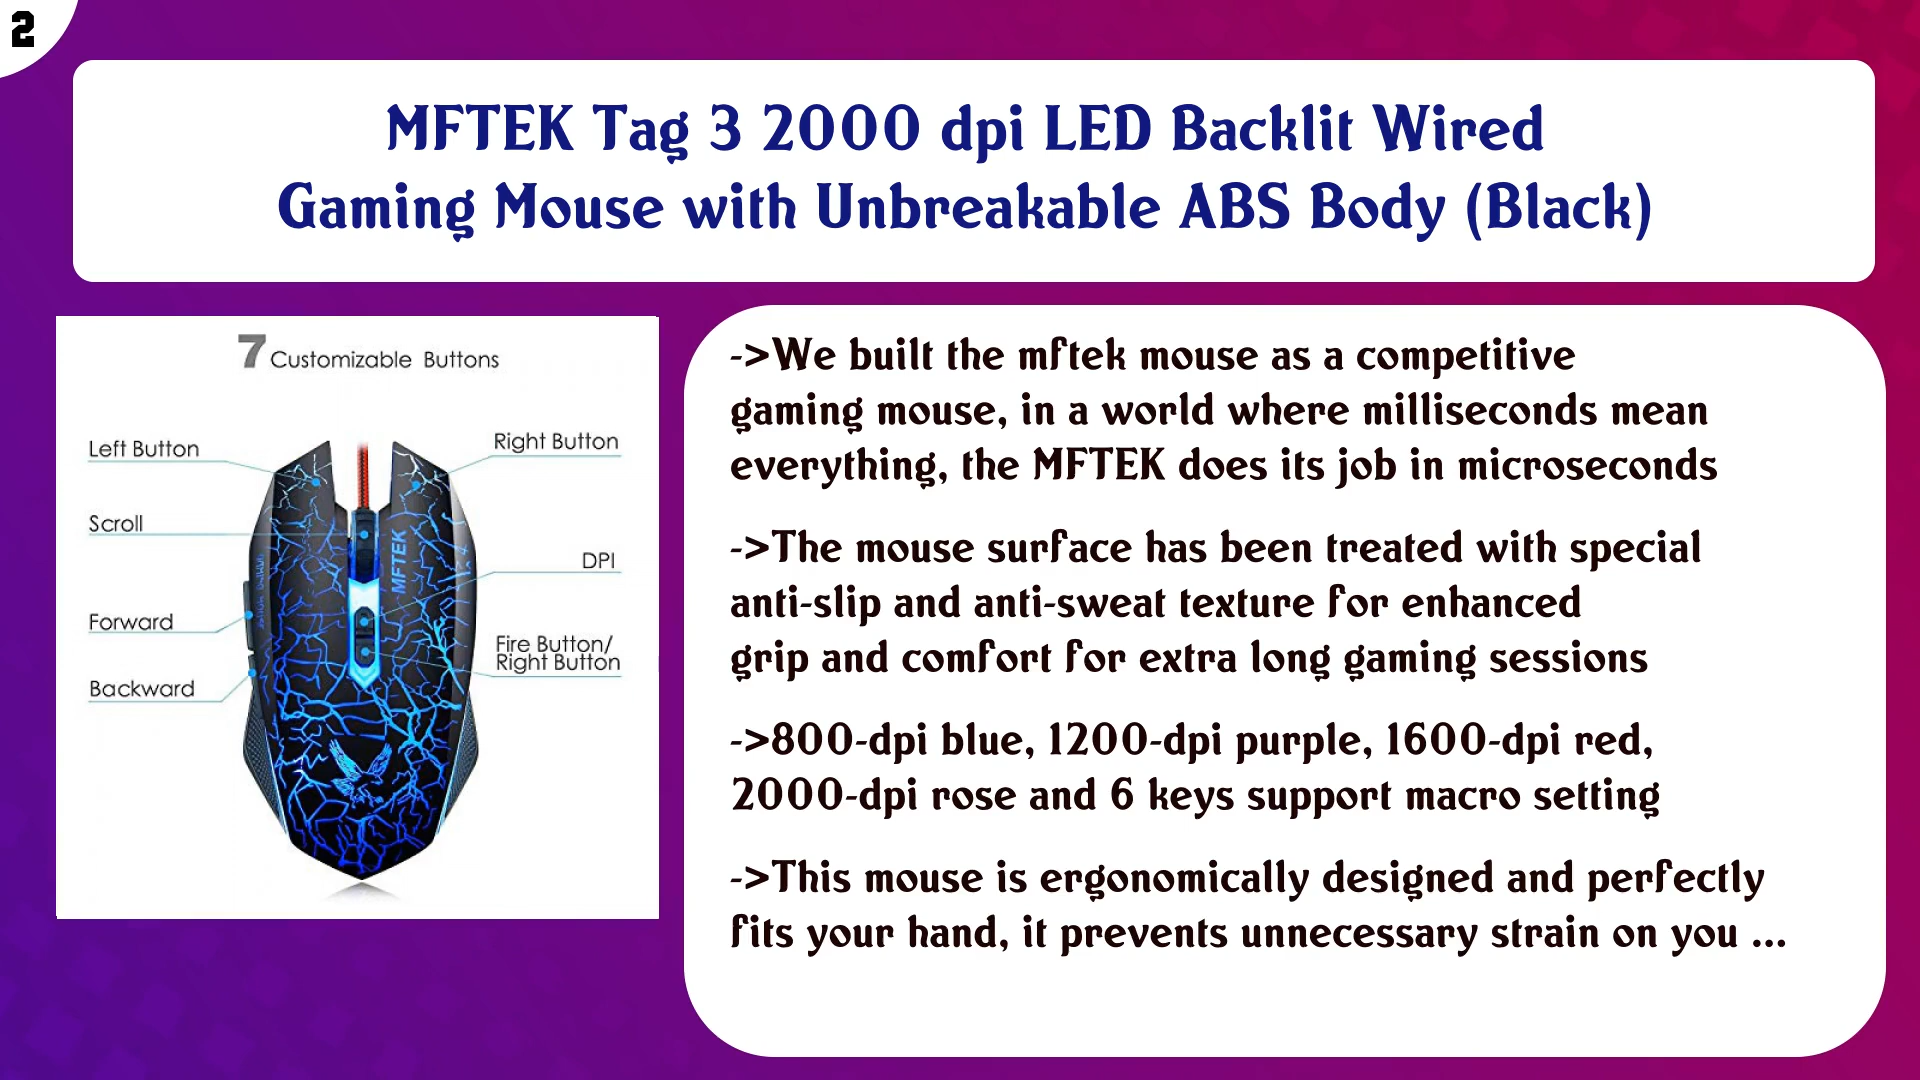 2
MFTEK Tag 3 2000 dpi LED Backlit Wired
Gaming Mouse with Unbreakable ABS Body (Black)
7 Customizable Buttons
Left Button
Right Button
Scroll
DPI
Forward
Fire Button/
Right Button
Backward
MFTEK
->We built the mftek mouse as a competitive
gaming mouse, in a world where milliseconds mean
everything, the MFTEK does its job in microseconds
->The mouse surface has been treated with special
anti-slip and anti-sweat texture for enhanced
grip and comfort for extra long gaming sessions
->800-dpi blue, 1200-dpi purple, 1600-dpi red,
2000-dpi rose and 6 keys support macro setting
->This mouse is ergonomically designed and perfectly
fits your hand, it prevents unnecessary strain on you ...